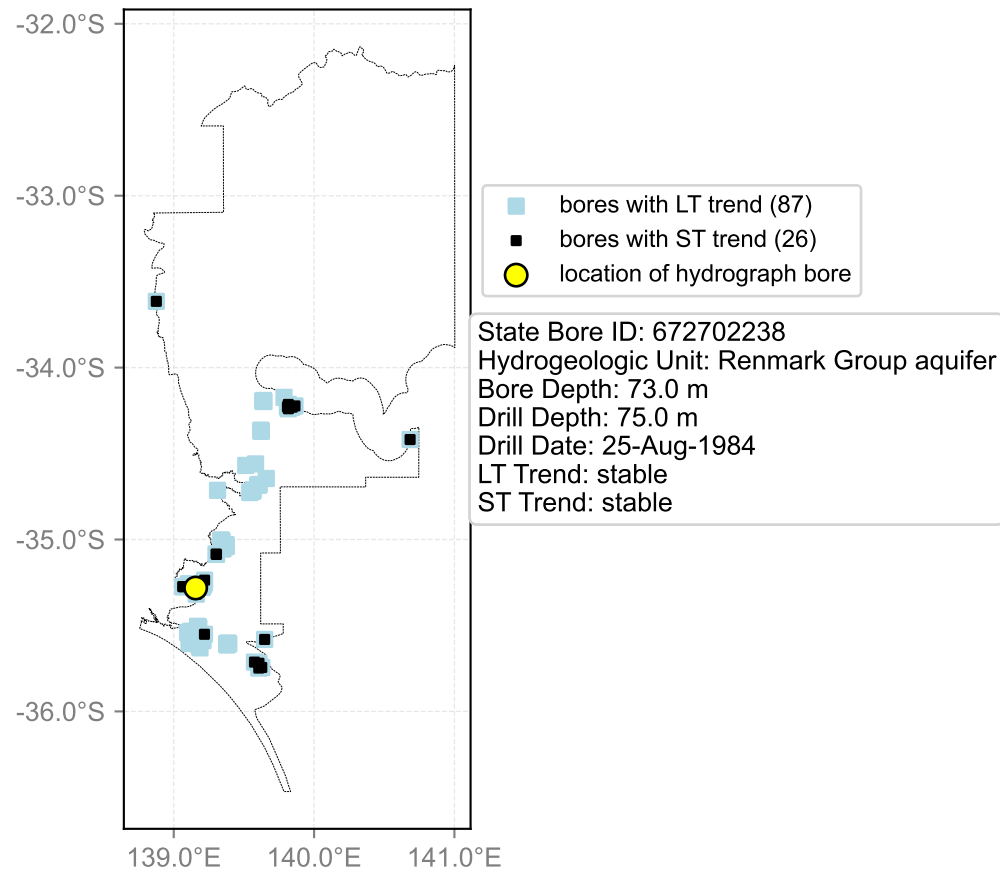 -32.0°S
-33.0°S
-34.0°S
-35.0°S
-36.0°S
139.0°E 140.0°E 141.0°E
bores with LT trend (87)
bores with ST trend (26)
location of hydrograph bore
State Bore ID: 672702238
Hydrogeologic Unit: Renmark Group aquifer
Bore Depth: 73.0 m
Drill Depth: 75.0 m
Drill Date: 25-Aug-1984
LT Trend: stable
ST Trend: stable